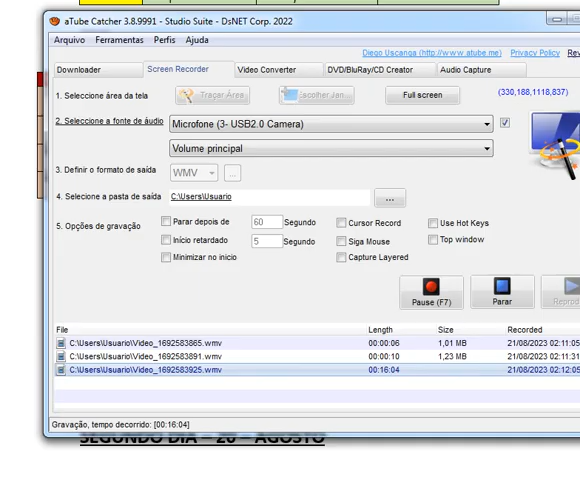 aTube Catcher 3.8.9991 - Studio Suite - DsNET Corp. 2022
Arquivo Ferramentas Perfis Ajuda
Diego Uscanga (http://www.atube.me) Privacy Policy Rev
Downloader Screen Recorder Video Converter DVD/BluRay/CD Creator Audio Capture
1. Seleccione área da tela Traçar Área Escolher Jan Full screen (330,188,1118,837)
2. Seleccione a fonte de áudio Microfone (3- USB2.0 Camera)
Volume principal
3. Definir o formato de saída WMV ...
4. Selecione a pasta de saída C:\Users\Usuario ...
5. Opções de gravação Parar depois de 60 Segundo Cursor Record Use Hot Keys
Início retardado 5 Segundo Siga Mouse Top window
Minimizar no inicio Capture Layered
Pause (F7) Parar Reprod
File Length Size Recorded
C:\Users\Usuario\Video_1692583865.wmv 00:00:06 1,01 MB 21/08/2023 02:11:05
C:\Users\Usuario\Video_1692583891.wmv 00:00:10 1,23 MB 21/08/2023 02:11:31
C:\Users\Usuario\Video_1692583925.wmv 00:16:04 21/08/2023 02:12:05
Gravação, tempo decorrido: [00:16:04]
SEGUNDO DIA – 20 – AGOSTO